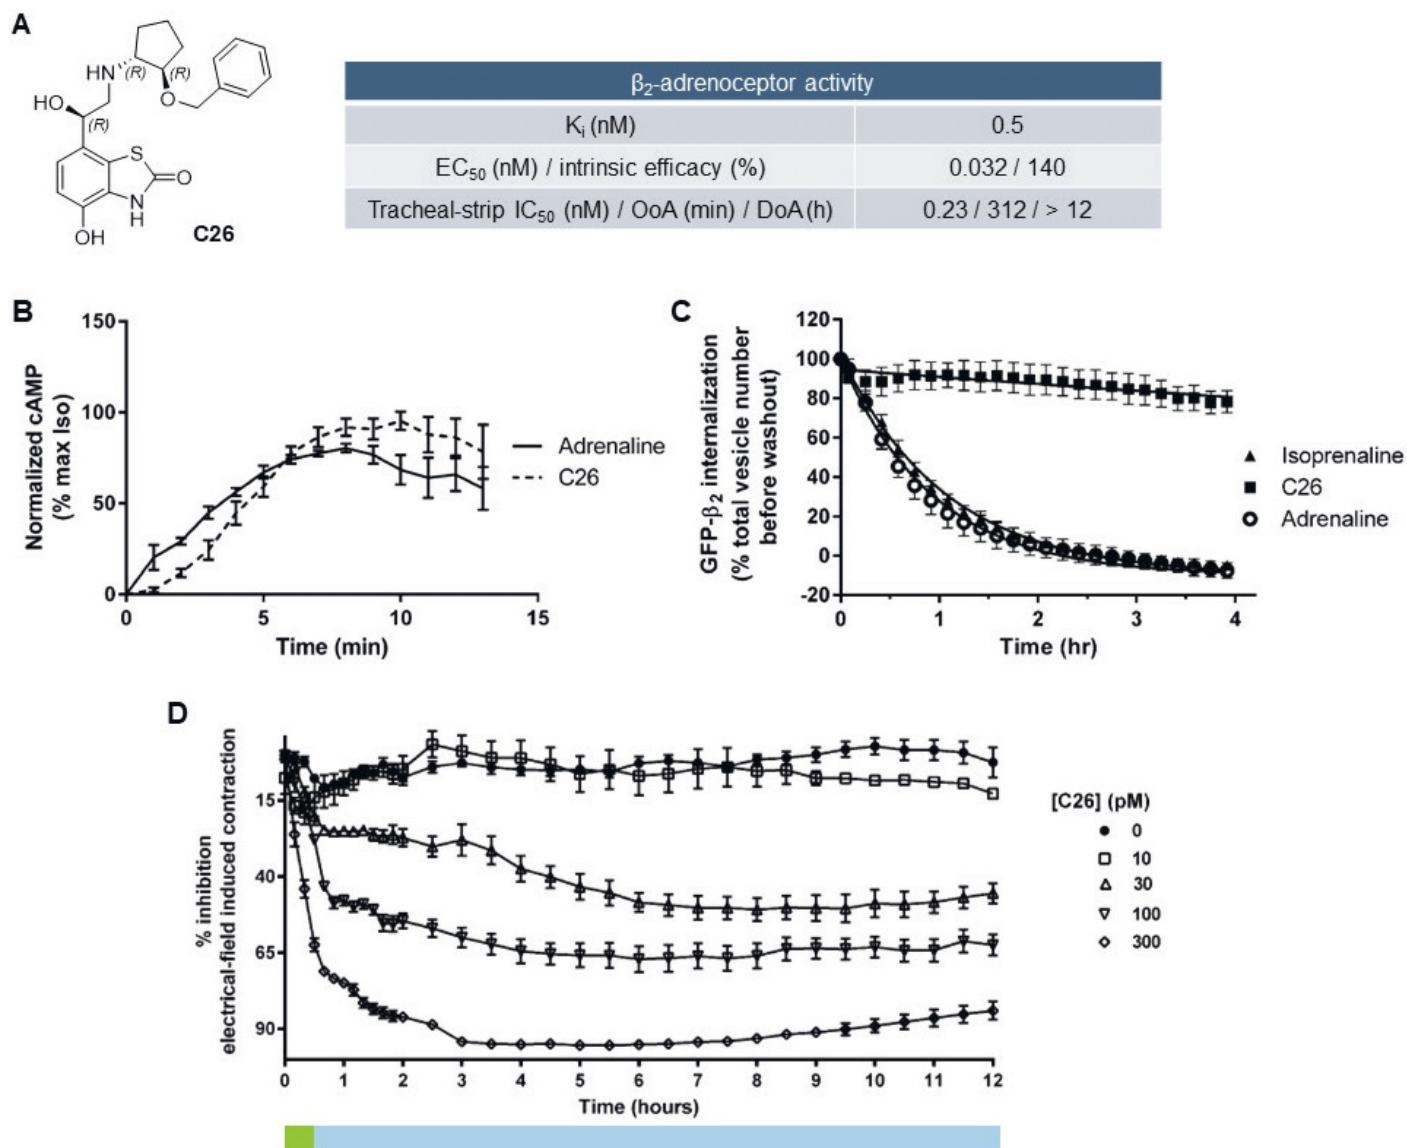 A
HN
(R)
(R)
O
HO
(R)
S
O
N
H
OH
C26
β₂-adrenoceptor activity
Kᵢ (nM) 0.5
EC₅₀ (nM) / intrinsic efficacy (%) 0.032 / 140
Tracheal-strip IC₅₀ (nM) / OoA (min) / DoA (h) 0.23 / 312 / > 12
B
Normalized cAMP
(% max Iso)
150
100
50
0
0 5 10 15
Time (min)
Adrenaline
C26
C
GFP-β₂ internalization
(% total vesicle number
before washout)
120
100
80
60
40
20
0
-20
0 1 2 3 4
Time (hr)
Isoprenaline
C26
Adrenaline
D
% inhibition
electrical-field induced contraction
15
40
65
90
0 1 2 3 4 5 6 7 8 9 10 11 12
Time (hours)
[C26] (pM)
0
10
30
100
300